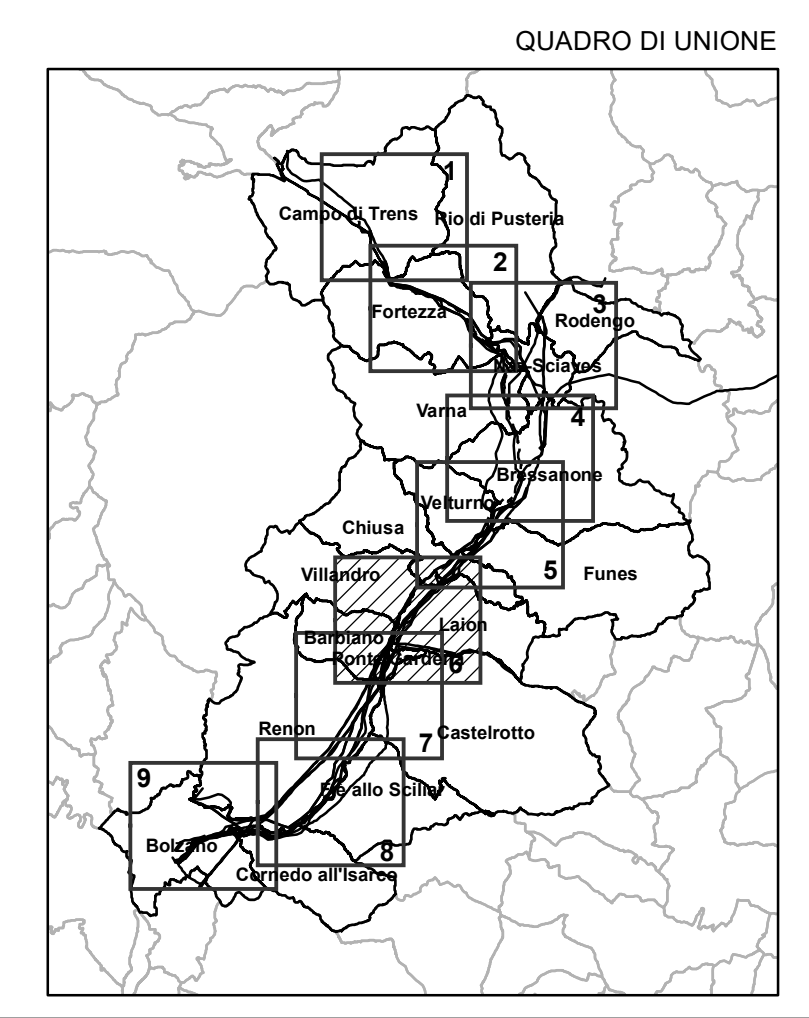 QUADRO DI UNIONE
1
Campo di Trens
Rio di Pusteria
2
3
Fortezza
Rodengo
Naz-Sciaves
Varna
4
Bressanone
Velturno
Chiusa
5
Villandro
Funes
Laion
Barbiano
Ponte Gardena
6
Renon
7
Castelrotto
9
Fie allo Sciliar
Bolzano
8
Cornedo all'Isarco